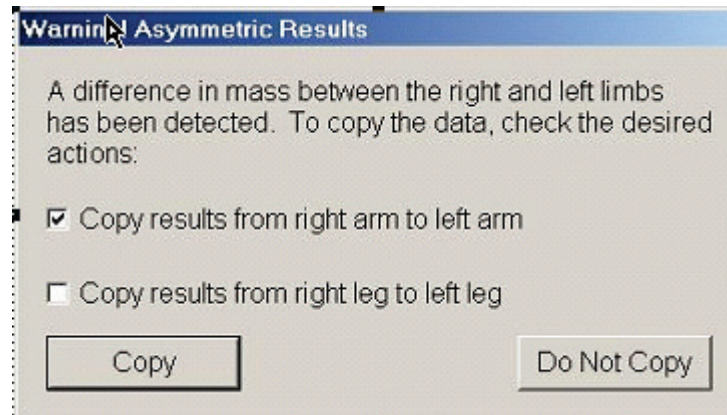 Warning Asymmetric Results
A difference in mass between the right and left limbs
has been detected. To copy the data, check the desired
actions:
Copy results from right arm to left arm
Copy results from right leg to left leg
Copy
Do Not Copy